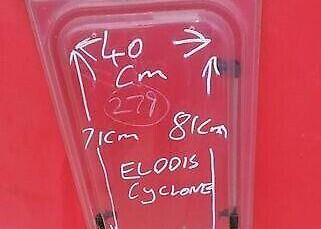 40
Cm
279
71cm 81cm
ELDDIS
CYCLONE